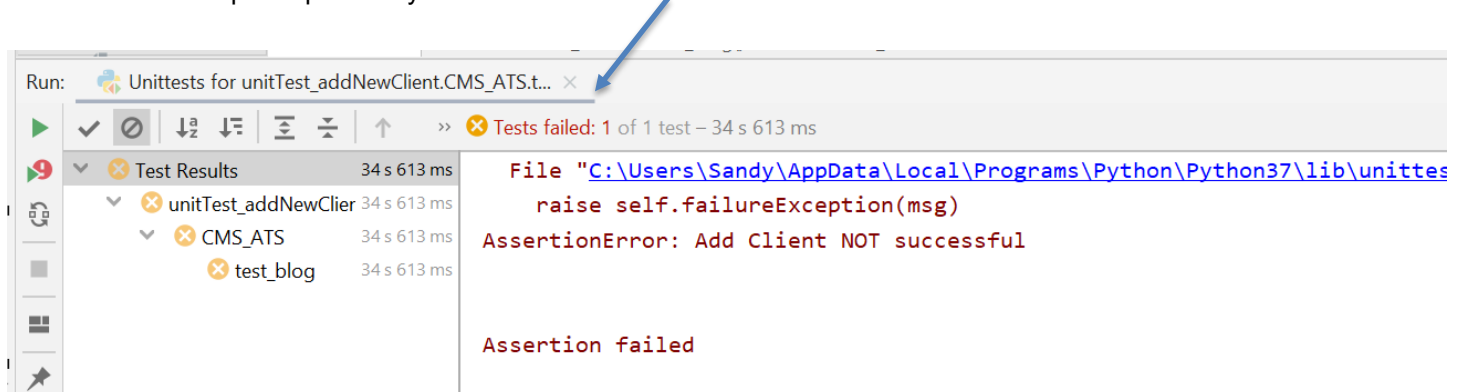 Run: Unittests for unitTest_addNewClient.CMS_ATS.t...
Tests failed: 1 of 1 test – 34 s 613 ms
Test Results 34 s 613 ms
unitTest_addNewClier 34 s 613 ms
CMS_ATS 34 s 613 ms
test_blog 34 s 613 ms
File "C:\Users\Sandy\AppData\Local\Programs\Python\Python37\lib\unittes
raise self.failureException(msg)
AssertionError: Add Client NOT successful
Assertion failed